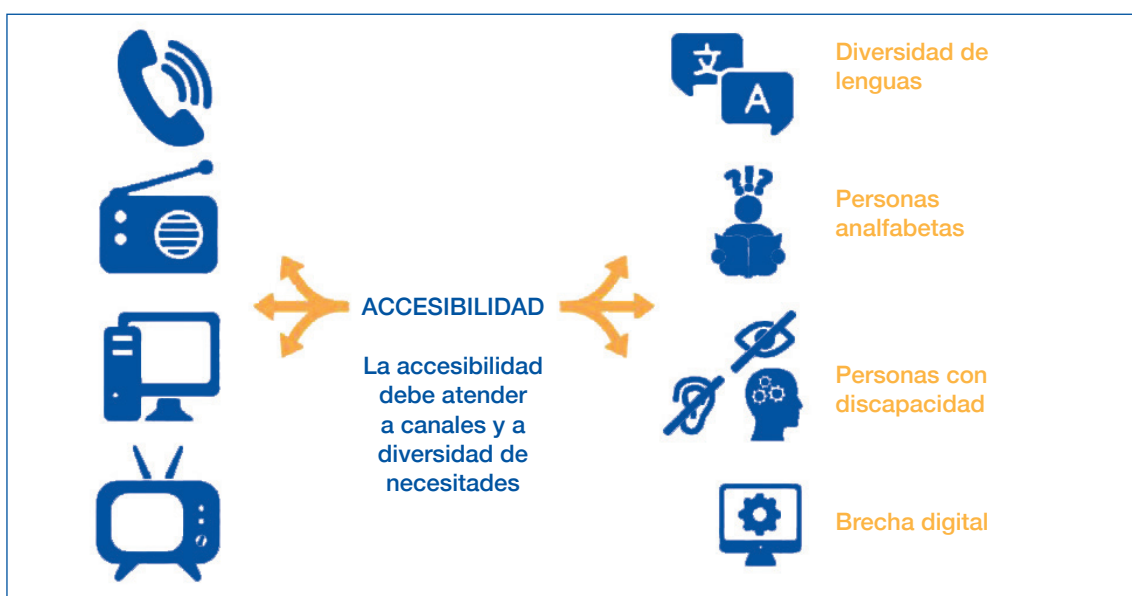 Diversidad de
lenguas
文
A
!?
Personas
analfabetas
ACCESIBILIDAD
La accesibilidad
debe atender
a canales y a
diversidad de
necesitades
Personas con
discapacidad
Brecha digital